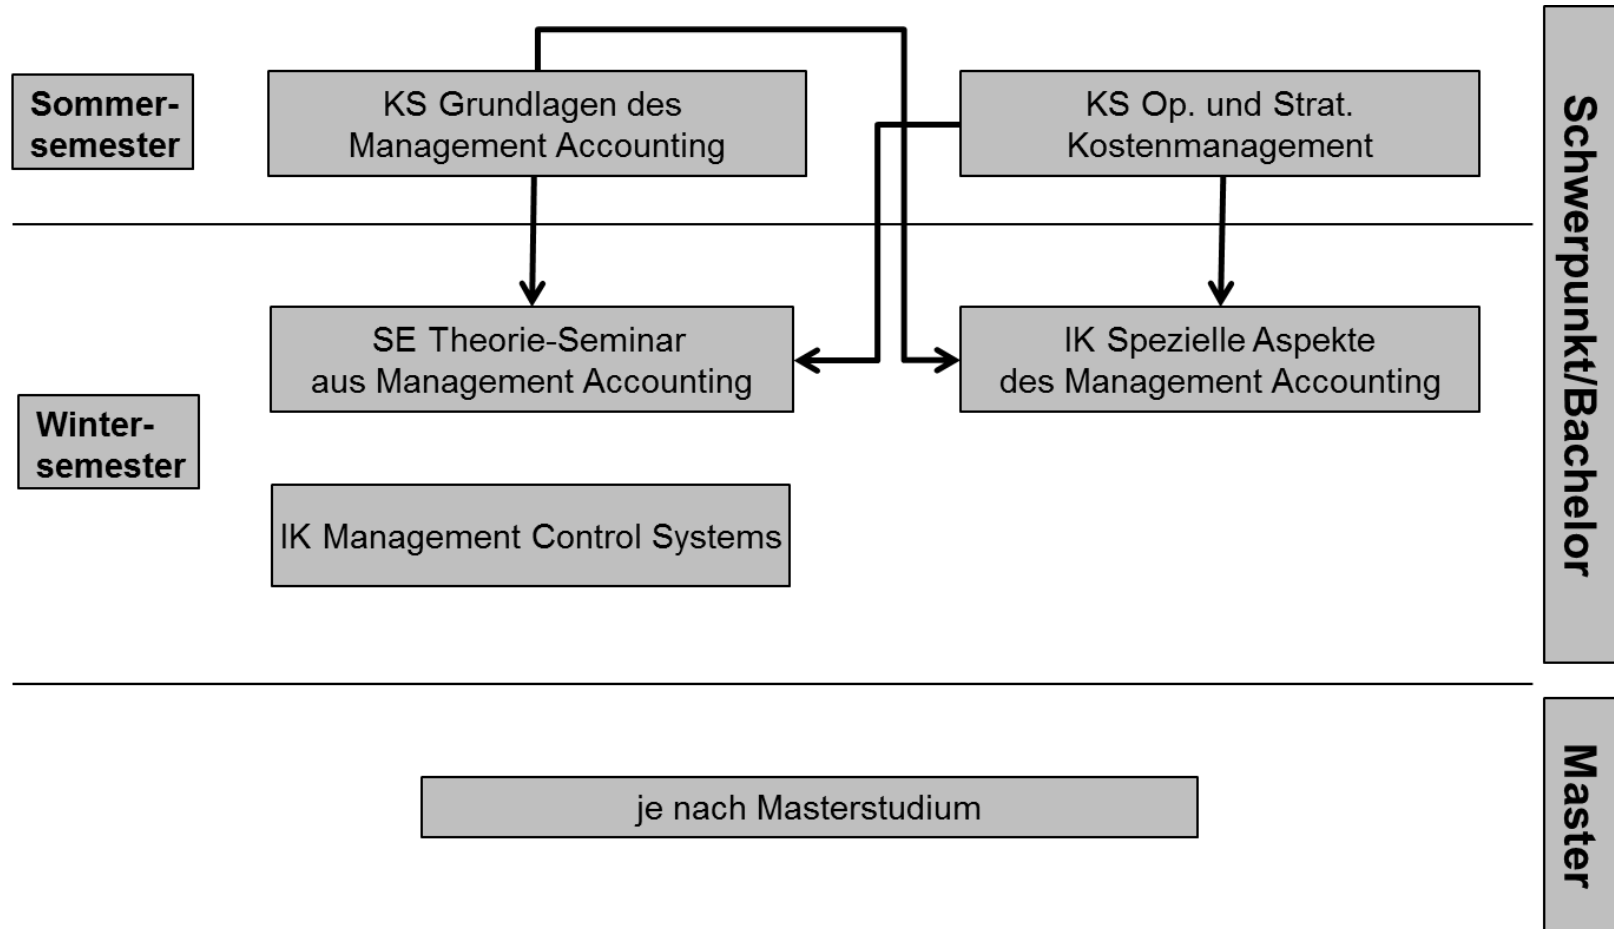 Sommer-
semester
KS Grundlagen des
Management Accounting
KS Op. und Strat.
Kostenmanagement
Winter-
semester
SE Theorie-Seminar
aus Management Accounting
IK Spezielle Aspekte
des Management Accounting
IK Management Control Systems
Schwerpunkt/Bachelor
je nach Masterstudium
Master